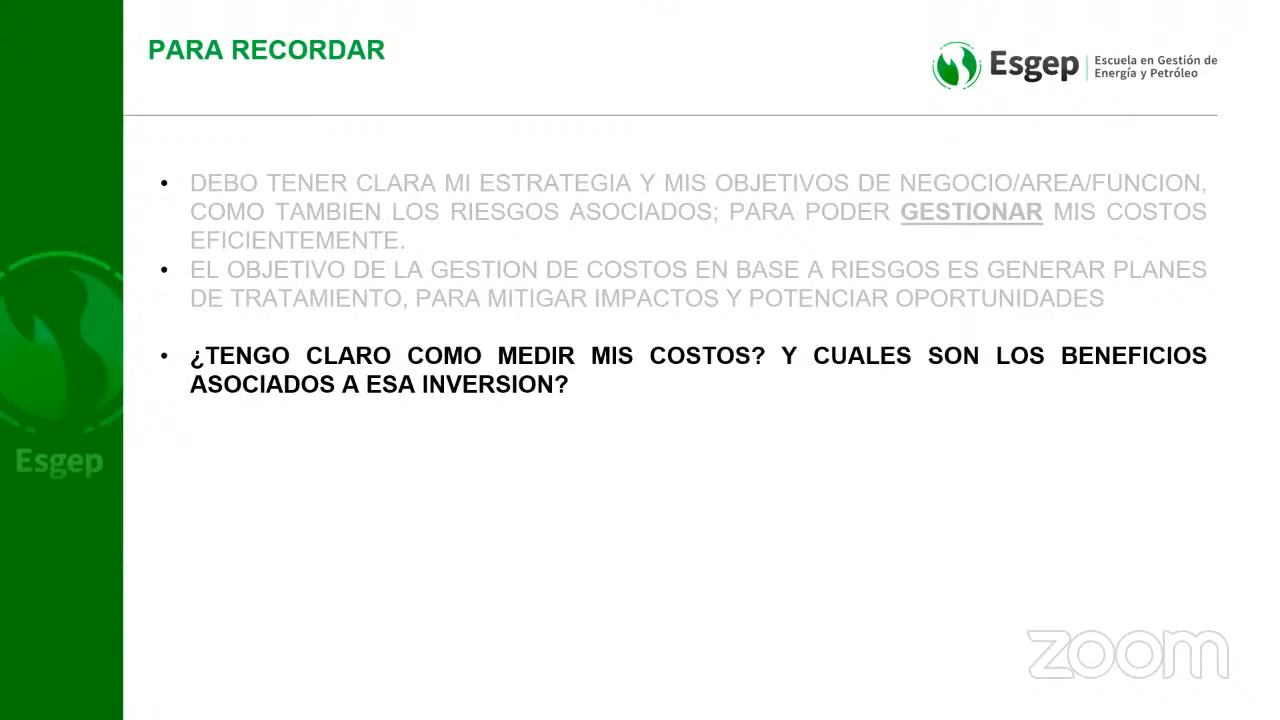 PARA RECORDAR
Esgep
Escuela en Gestión de
Energía y Petróleo
• DEBO TENER CLARA MI ESTRATEGIA Y MIS OBJETIVOS DE NEGOCIO/AREA/FUNCION,
COMO TAMBIEN LOS RIESGOS ASOCIADOS; PARA PODER GESTIONAR MIS COSTOS
EFICIENTEMENTE.
• EL OBJETIVO DE LA GESTION DE COSTOS EN BASE A RIESGOS ES GENERAR PLANES
DE TRATAMIENTO, PARA MITIGAR IMPACTOS Y POTENCIAR OPORTUNIDADES
• ¿TENGO CLARO COMO MEDIR MIS COSTOS? Y CUALES SON LOS BENEFICIOS
ASOCIADOS A ESA INVERSION?
Esgep
zoom